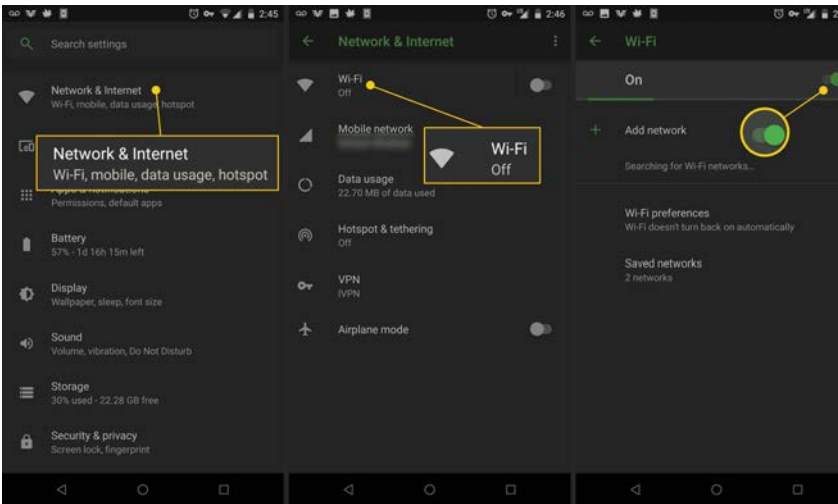 2:45
Search settings
Network & Internet
Wi-Fi, mobile, data usage, hotspot
Network & Internet
Wi-Fi, mobile, data usage, hotspot
Permissions, default apps
Battery
57% - 1d 16h 15m left
Display
Wallpaper, sleep, font size
Sound
Volume, vibration, Do Not Disturb
Storage
30% used - 22.28 GB free
Security & privacy
Screen lock, fingerprint
2:46
Network & Internet
Wi-Fi
Off
Mobile network
Wi-Fi
Off
Data usage
22.70 MB of data used
Hotspot & tethering
Off
VPN
IVPN
Airplane mode
Wi-Fi
On
Add network
Searching for Wi-Fi networks...
Wi-Fi preferences
Wi-Fi doesn't turn back on automatically
Saved networks
2 networks